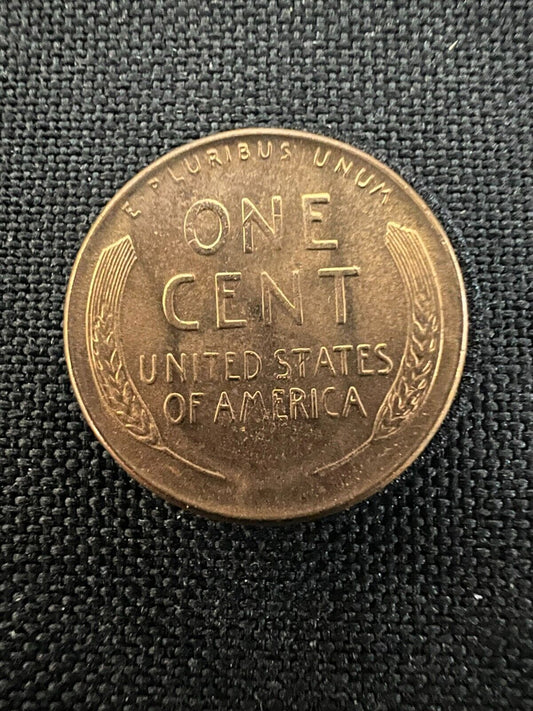 E PLURIBUS UNUM
ONE
CENT
UNITED STATES
OF AMERICA